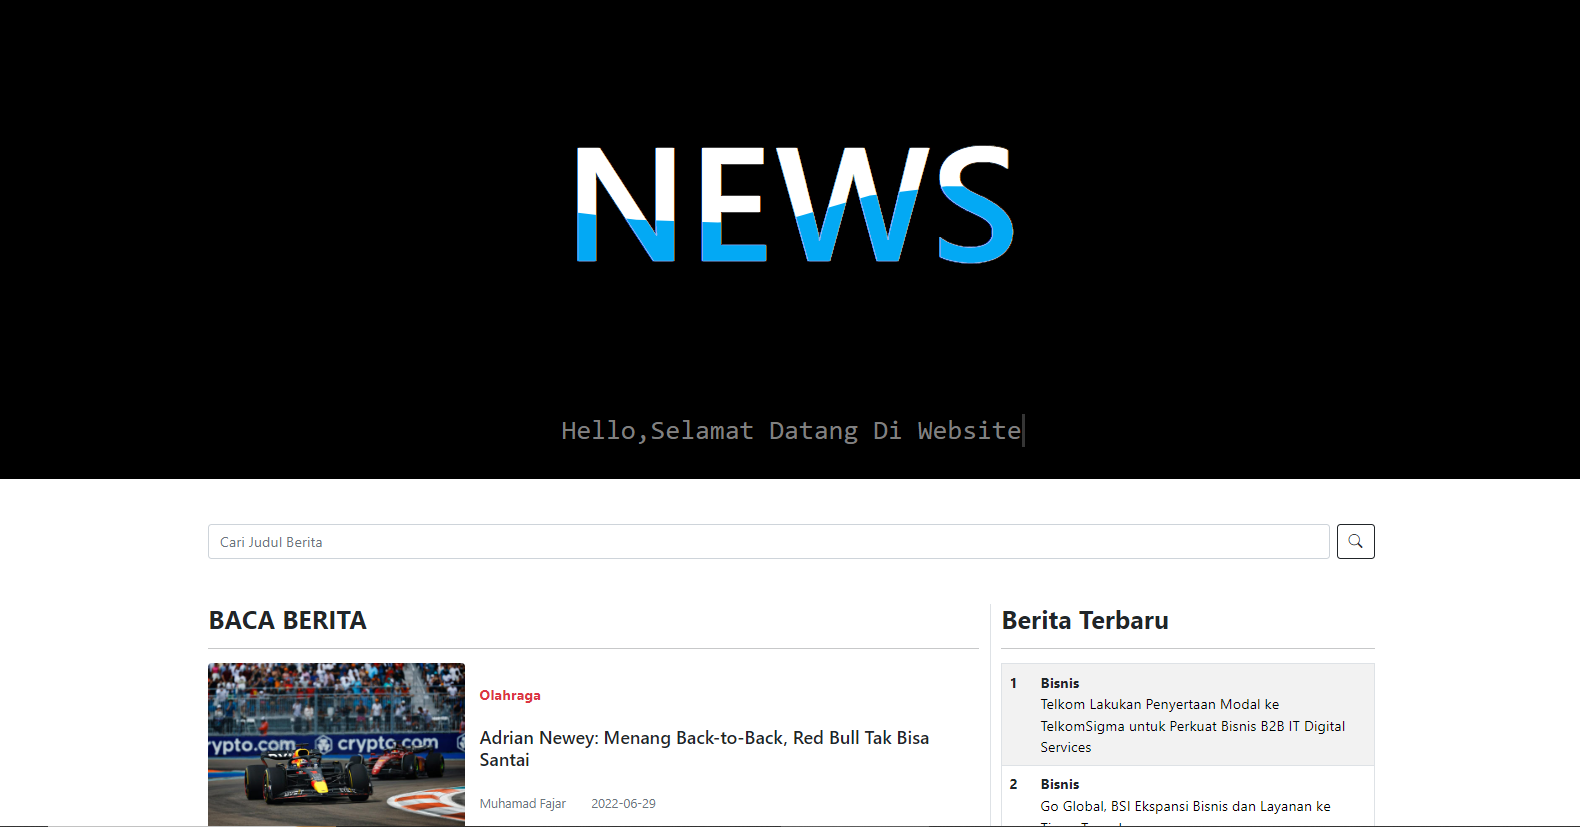 NEWS
Hello,Selamat Datang Di Website
Cari Judul Berita
BACA BERITA
Olahraga
Adrian Newey: Menang Back-to-Back, Red Bull Tak Bisa
Santai
Muhamad Fajar 2022-06-29
ypto.com crypto.com
Berita Terbaru
1 Bisnis
Telkom Lakukan Penyertaan Modal ke
TelkomSigma untuk Perkuat Bisnis B2B IT Digital
Services
2 Bisnis
Go Global, BSI Ekspansi Bisnis dan Layanan ke